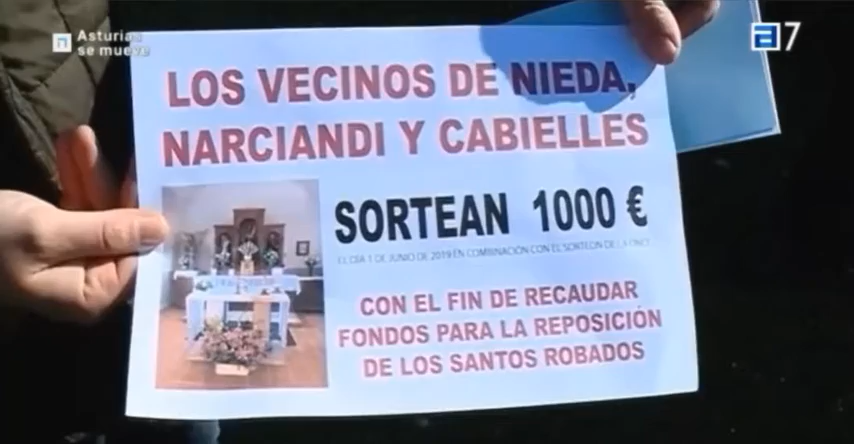 Asturias
se mueve
7
LOS VECINOS DE NIEDA,
NARCIANDI Y CABIELLES
SORTEAN 1000 €
EL DÍA 1 DE JUNIO DE 2019 EN COMBINACIÓN CON EL SORTEO DE LA ONCE
CON EL FIN DE RECAUDAR
FONDOS PARA LA REPOSICIÓN
DE LOS SANTOS ROBADOS